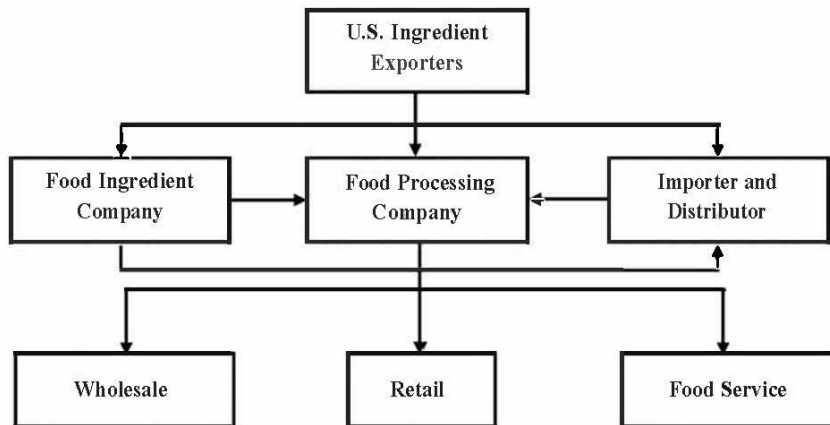 U.S. Ingredient
Exporters
Food Ingredient
Company
Food Processing
Company
Importer and
Distributor
Wholesale
Retail
Food Service